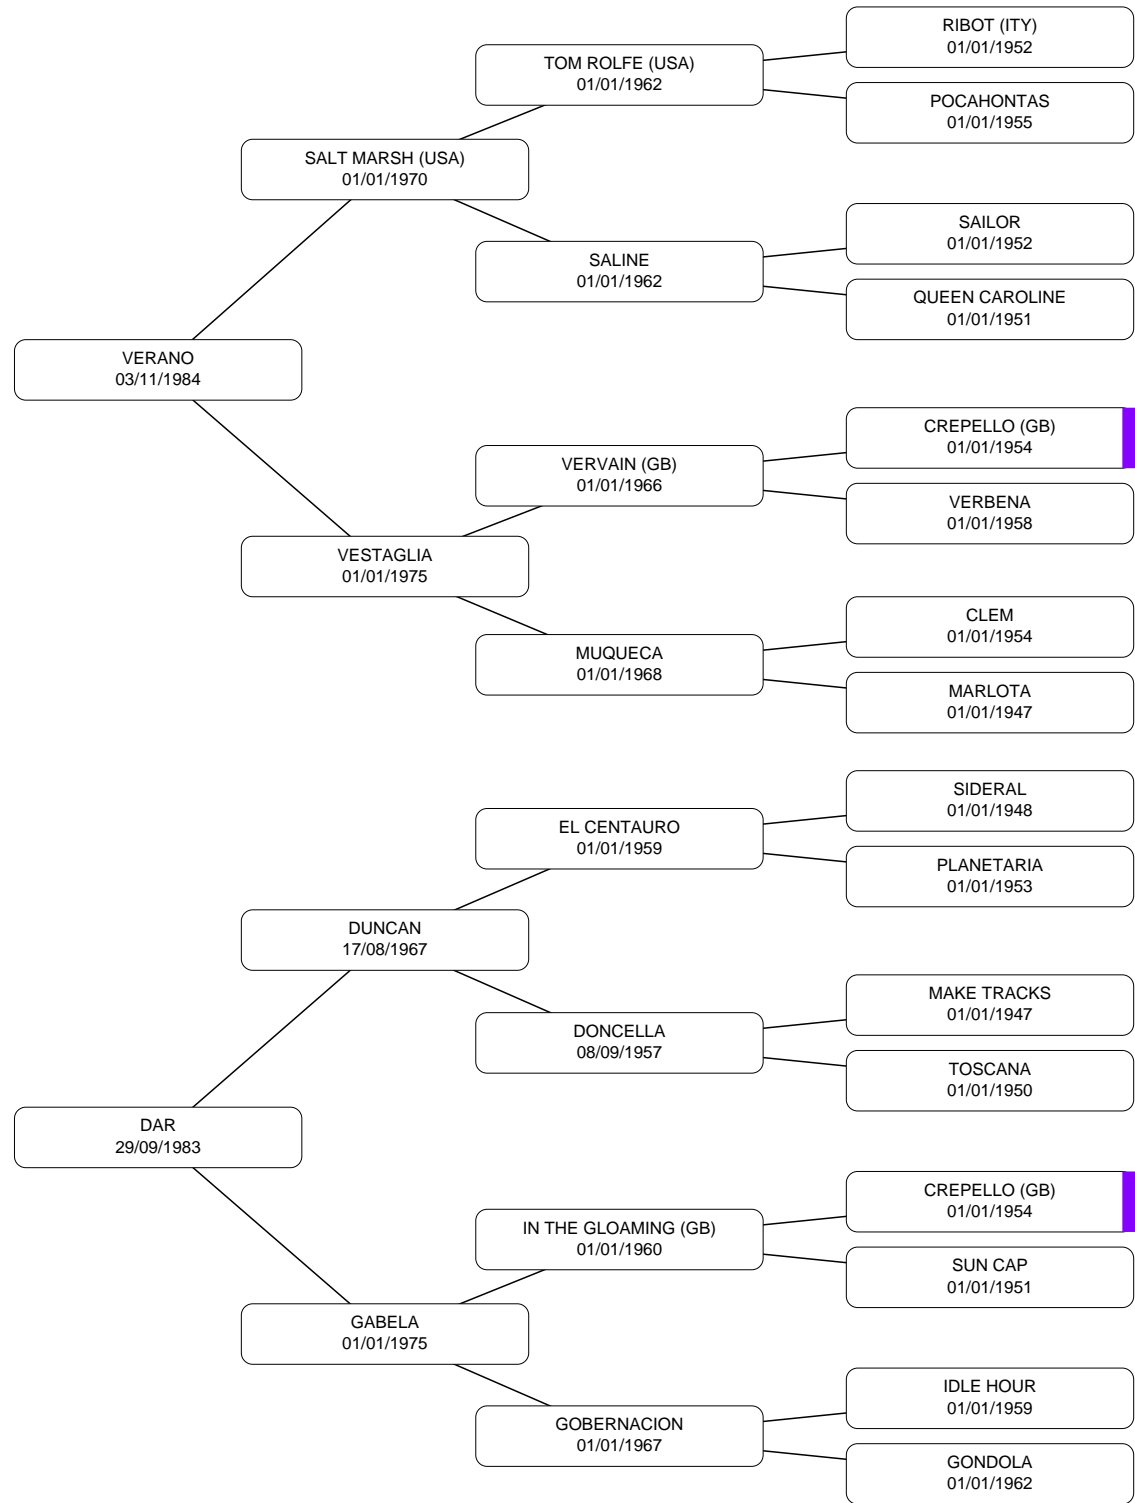 RIBOT (ITY)
01/01/1952
TOM ROLFE (USA)
01/01/1962
POCAHONTAS
01/01/1955
SALT MARSH (USA)
01/01/1970
SAILOR
01/01/1952
SALINE
01/01/1962
QUEEN CAROLINE
01/01/1951
VERANO
03/11/1984
CREPELLO (GB)
01/01/1954
VERVAIN (GB)
01/01/1966
VERBENA
01/01/1958
VESTAGLIA
01/01/1975
CLEM
01/01/1954
MUQUECA
01/01/1968
MARLOTA
01/01/1947
SIDERAL
01/01/1948
EL CENTAURO
01/01/1959
PLANETARIA
01/01/1953
DUNCAN
17/08/1967
MAKE TRACKS
01/01/1947
DONCELLA
08/09/1957
TOSCANA
01/01/1950
DAR
29/09/1983
CREPELLO (GB)
01/01/1954
IN THE GLOAMING (GB)
01/01/1960
SUN CAP
01/01/1951
GABELA
01/01/1975
IDLE HOUR
01/01/1959
GOBERNACION
01/01/1967
GONDOLA
01/01/1962